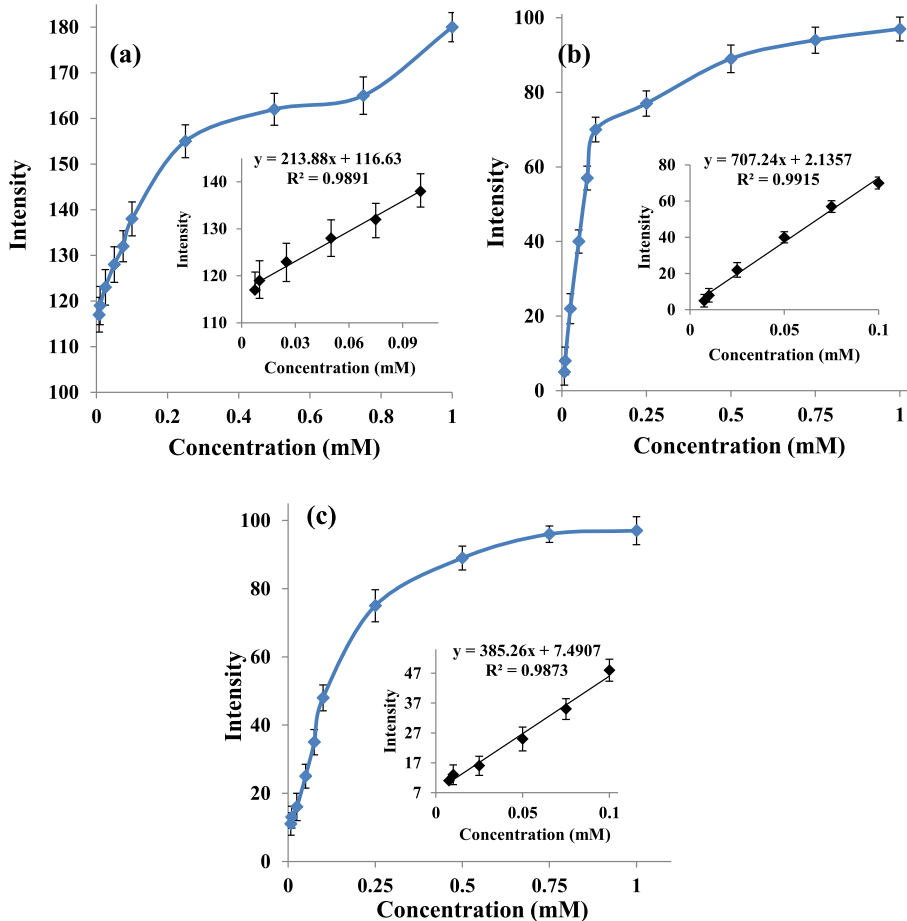 (a)
Intensity
180
170
160
150
140
130
120
110
100
0
0.2
0.4
0.6
0.8
1
Concentration (mM)
y = 213.88x + 116.63
R² = 0.9891
Intensity
140
130
120
110
0.03
0.06
0.09
Concentration (mM)
(b)
Intensity
100
80
60
40
20
0
0
0.25
0.5
0.75
1
Concentration (mM)
y = 707.24x + 2.1357
R² = 0.9915
Intensity
80
60
40
20
0
0
0.05
0.1
Concentration (mM)
(c)
Intensity
100
80
60
40
20
0
0
0.25
0.5
0.75
1
Concentration (mM)
y = 385.26x + 7.4907
R² = 0.9873
Intensity
47
37
27
17
7
0
0.05
0.1
Concentration (mM)